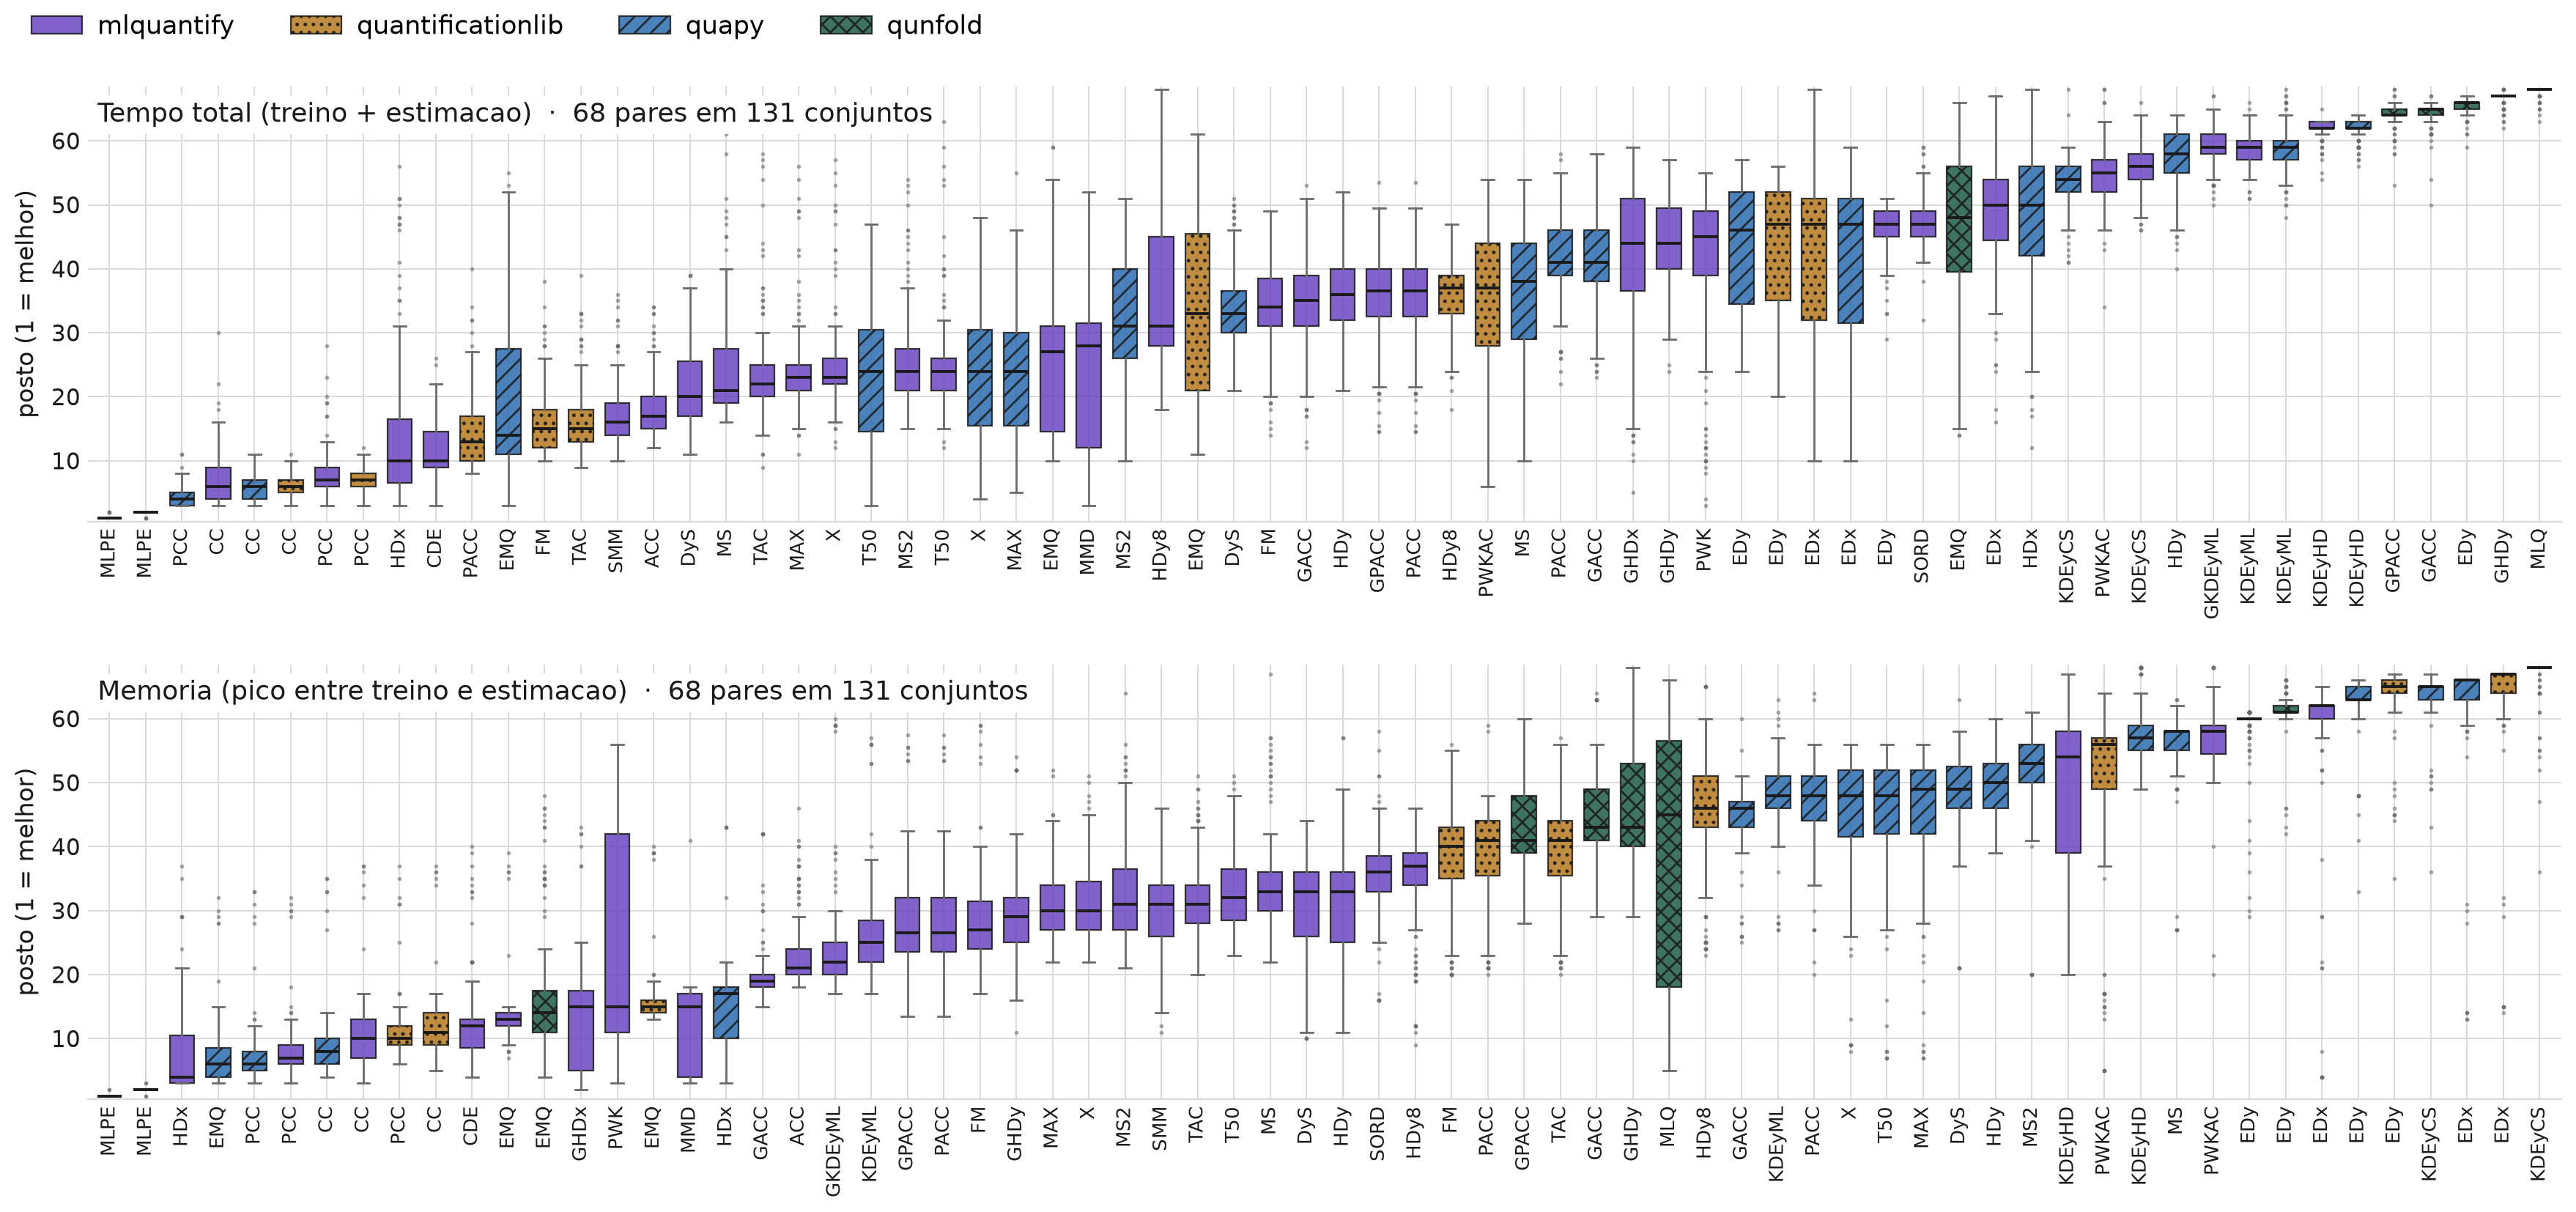 mlquantify quantificationlib quapy qunfold
Tempo total (treino + estimacao) · 68 pares em 131 conjuntos
posto (1 = melhor)
60
50
40
30
20
10
MLPE MLPE PCC CC CC CC PCC PCC HDx CDE PACC EMQ FM TAC SMM ACC DyS MS TAC MAX X T50 MS2 T50 X MAX EMQ MMD MS2 HDy8 EMQ DyS FM GACC HDy GPACC PACC HDy8 PWKAC MS PACC GACC GHDx GHDy PWK EDy EDy EDx EDx EDy SORD EMQ EDx HDx KDEyCS PWKAC KDEyCS HDy GKDEyML KDEyML KDEyML KDEyHD KDEyHD GPACC GACC EDy GHDy MLQ
Memoria (pico entre treino e estimacao) · 68 pares em 131 conjuntos
posto (1 = melhor)
60
50
40
30
20
10
MLPE MLPE HDx EMQ PCC PCC CC CC PCC CC CDE EMQ EMQ GHDx PWK EMQ MMD HDx GACC ACC GKDEyML KDEyML GPACC PACC FM GHDy MAX X MS2 SMM TAC T50 MS DyS HDy SORD HDy8 FM PACC GPACC TAC GACC GHDy MLQ HDy8 GACC KDEyML PACC X T50 MAX DyS HDy MS2 KDEyHD PWKAC KDEyHD MS PWKAC EDy EDy EDx EDy EDy KDEyCS EDx EDx KDEyCS